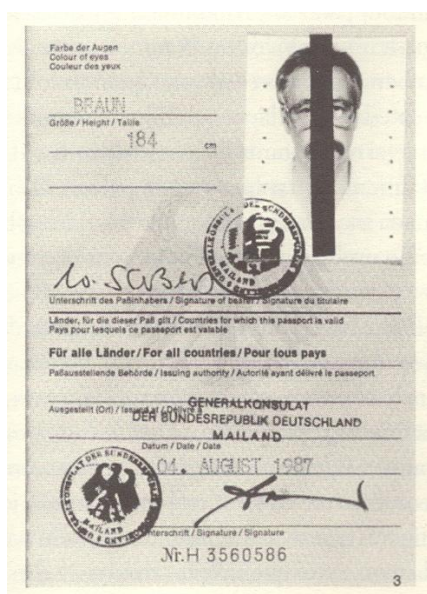 Farbe der Augen
Colour of eyes
Couleur des yeux
BRAUN
Größe / Height / Taille
184 cm
Unterschrift des Paßinhabers / Signature of bearer / Signature du titulaire
Länder, für die dieser Paß gilt / Countries for which this passport is valid
Pays pour lesquels ce passeport est valable
Für alle Länder / For all countries / Pour tous pays
Paßausstellende Behörde / Issuing authority / Autorité ayant délivré le passeport
GENERALKONSULAT
Ausgestellt (Ort) / Issued at / Délivré à
DER BUNDESREPUBLIK DEUTSCHLAND
MAILAND
Datum / Date / Date
04. AUGUST 1987
MAILAND
Unterschrift / Signature / Signature
Nr. H 3560586
3